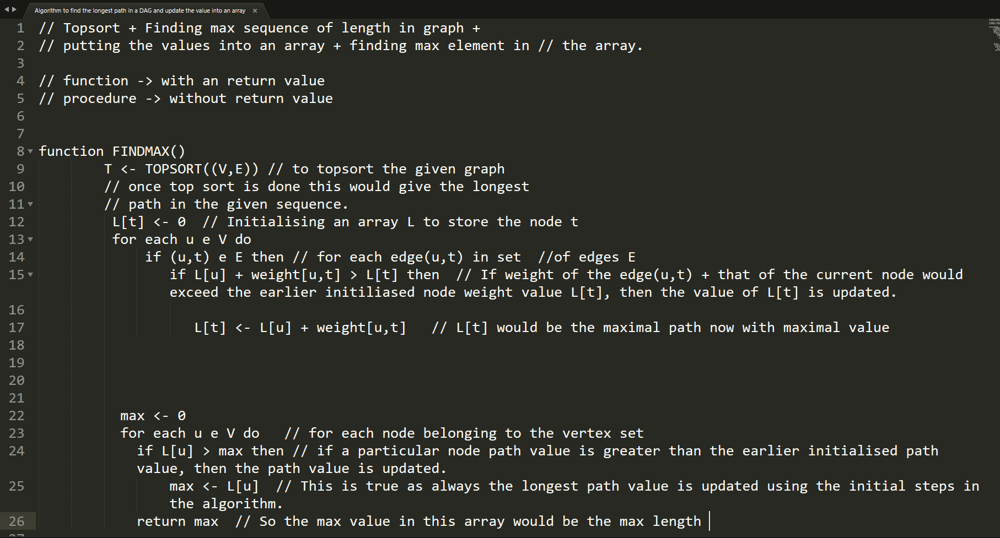 Algorithm to find the longest path in a DAG and update the value into an array ×
1 // Topsort + Finding max sequence of length in graph +
2 // putting the values into an array + finding max element in // the array.
3
4 // function -> with an return value
5 // procedure -> without return value
6
7
8 function FINDMAX()
9 T <- TOPSORT((V,E)) // to topsort the given graph
10 // once top sort is done this would give the longest
11 // path in the given sequence.
12 L[t] <- 0 // Initialising an array L to store the node t
13 for each u e V do
14 if (u,t) e E then // for each edge(u,t) in set //of edges E
15 if L[u] + weight[u,t] > L[t] then // If weight of the edge(u,t) + that of the current node would
exceed the earlier initiliased node weight value L[t], then the value of L[t] is updated.
16
17 L[t] <- L[u] + weight[u,t] // L[t] would be the maximal path now with maximal value
18
19
20
21
22 max <- 0
23 for each u e V do // for each node belonging to the vertex set
24 if L[u] > max then // if a particular node path value is greater than the earlier initialised path
value, then the path value is updated.
25 max <- L[u] // This is true as always the longest path value is updated using the initial steps in
the algorithm.
26 return max // So the max value in this array would be the max length